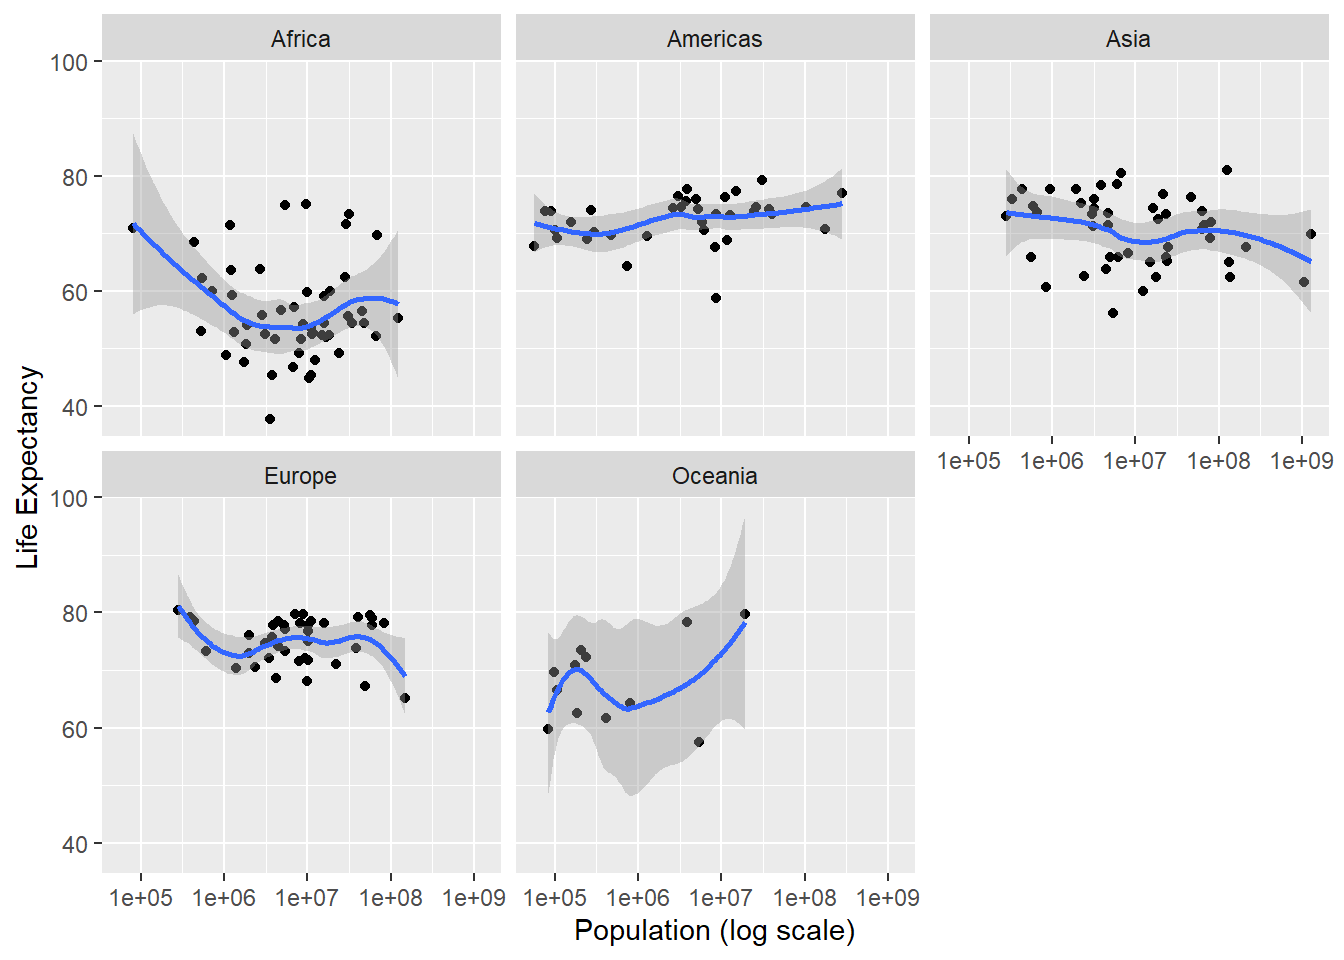 Africa Americas Asia
100
80
60
40
1e+05 1e+06 1e+07 1e+08 1e+09
Life Expectancy
Europe Oceania
100
80
60
40
1e+05 1e+06 1e+07 1e+08 1e+09 1e+05 1e+06 1e+07 1e+08 1e+09
Population (log scale)